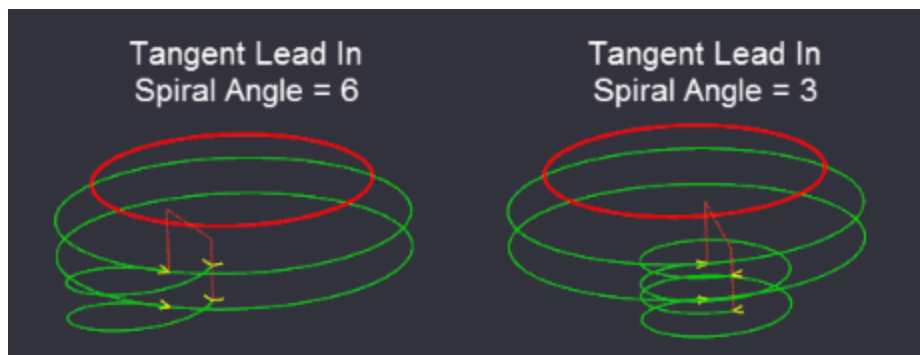 Tangent Lead In
Spiral Angle = 6
Tangent Lead In
Spiral Angle = 3